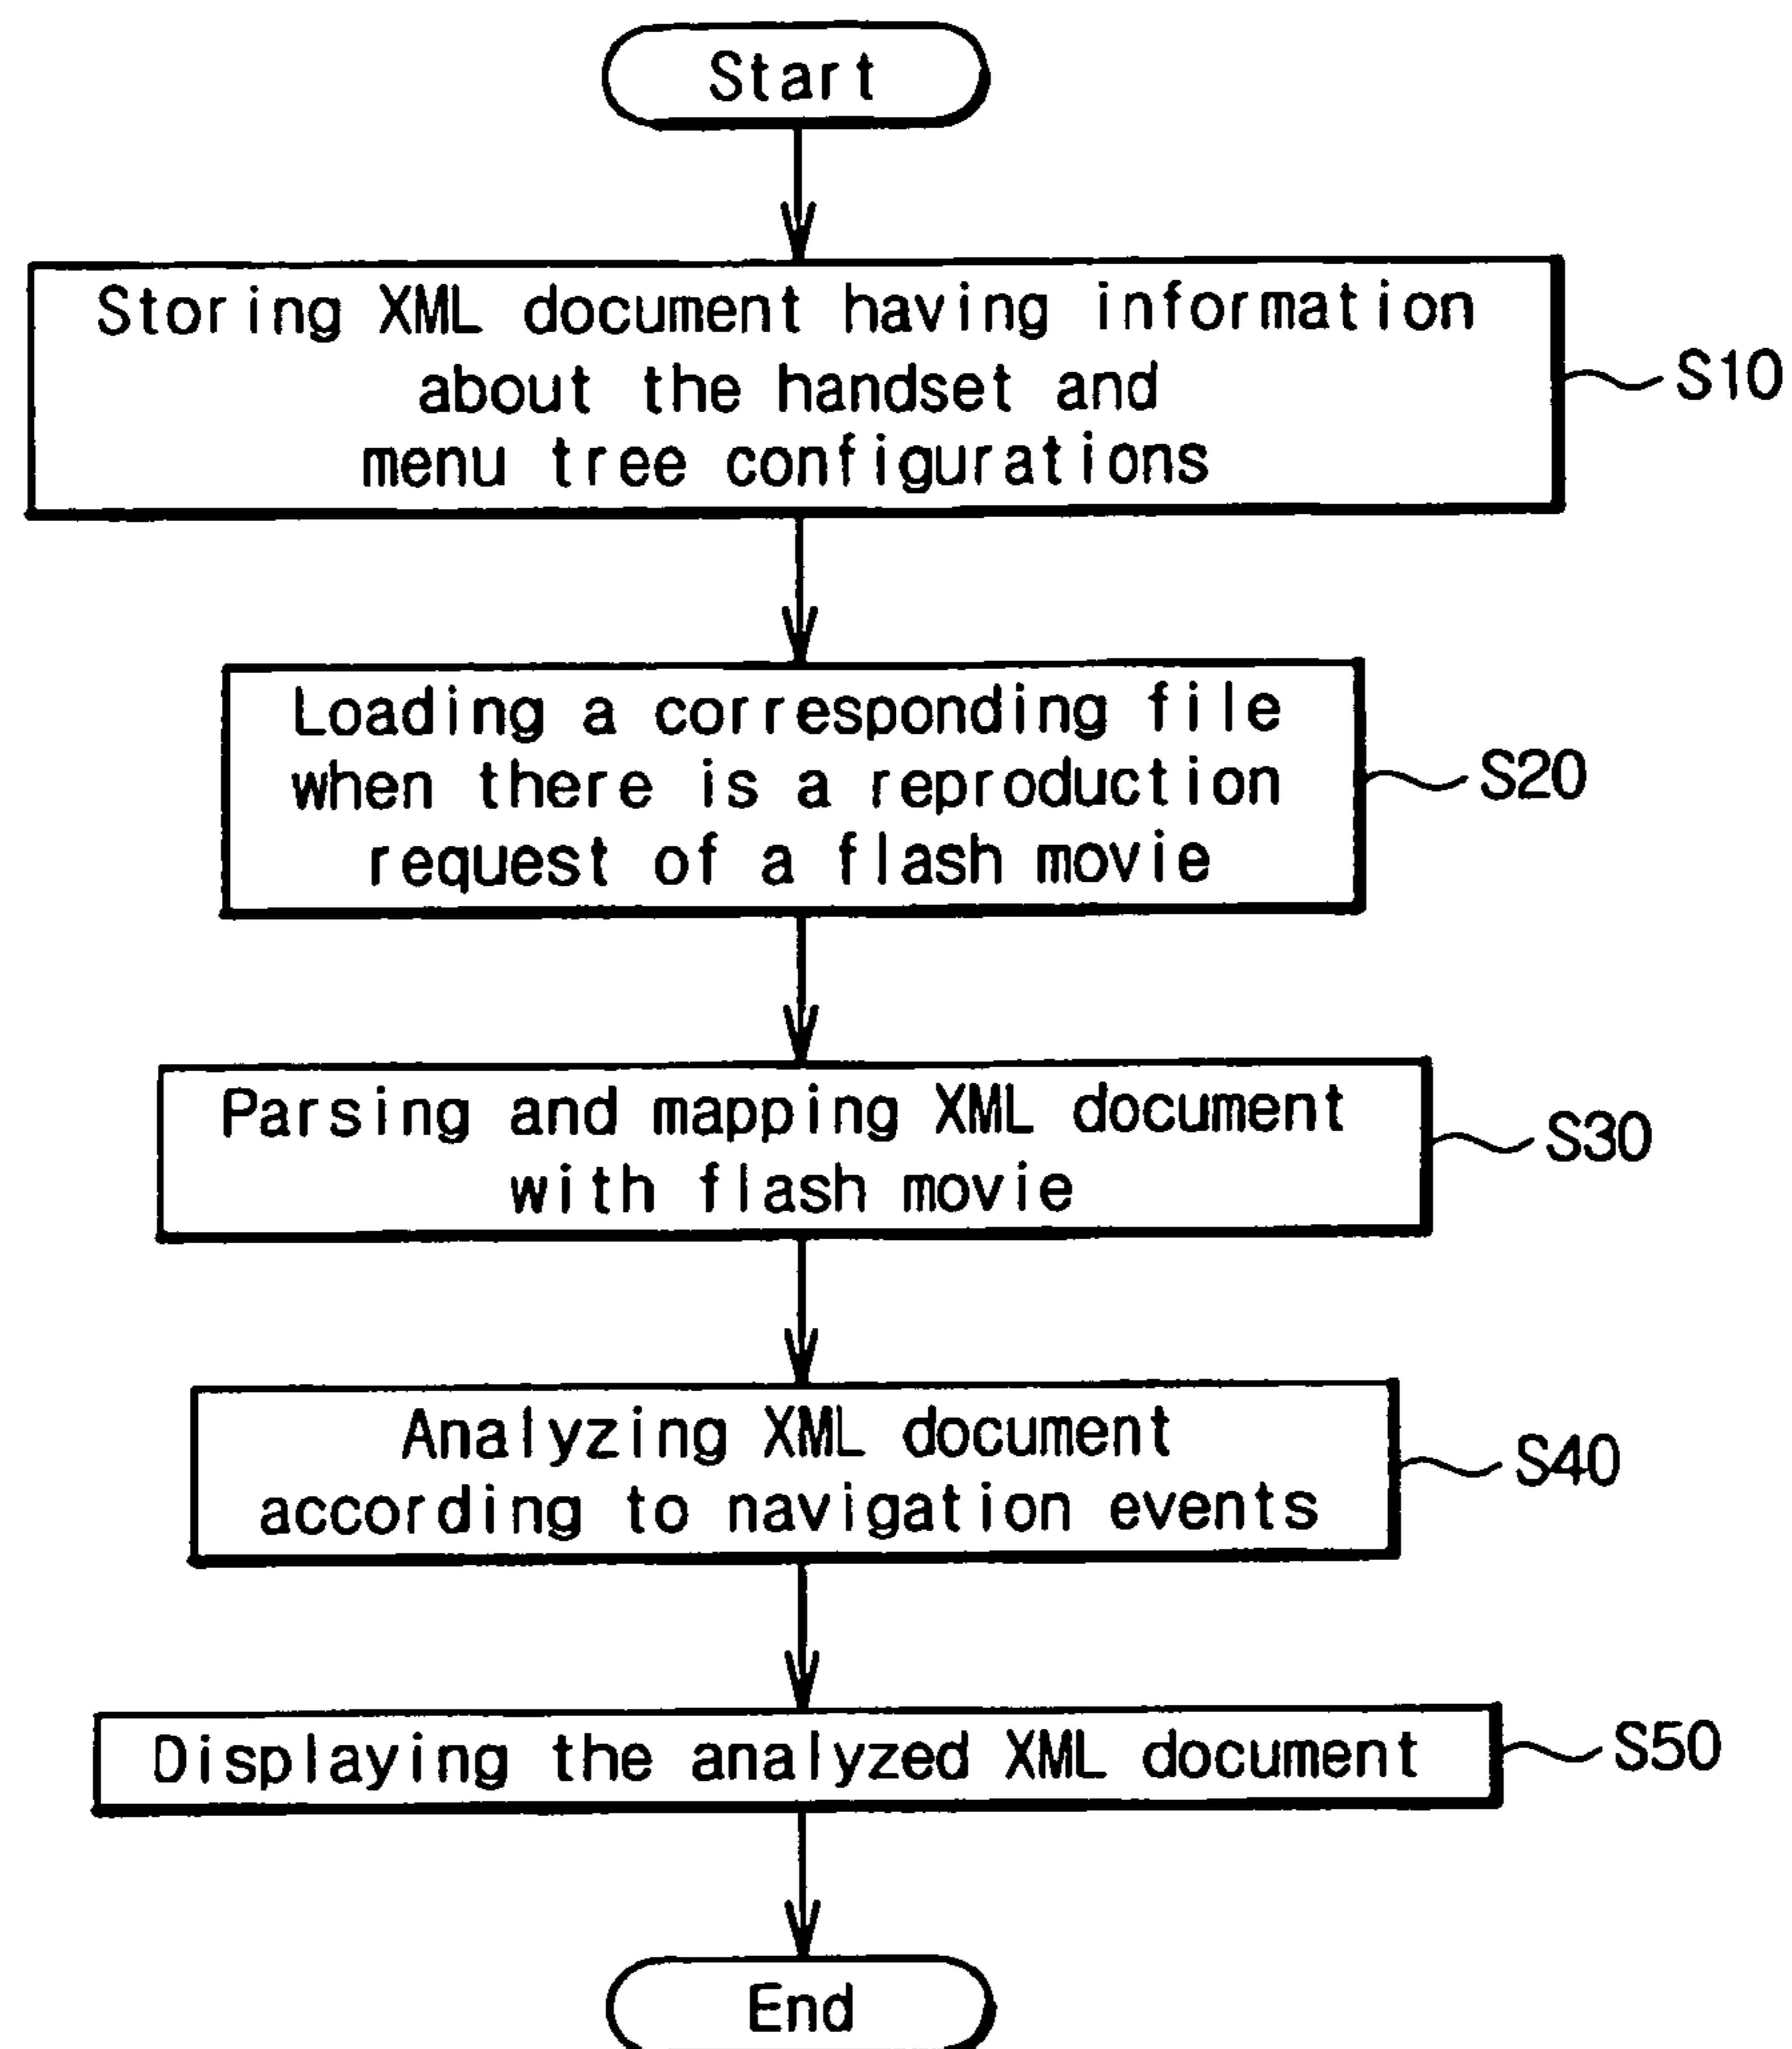 Start
Storing XML document having information
about the handset and
menu tree configurations
S10
Loading a corresponding file
when there is a reproduction
request of a flash movie
S20
Parsing and mapping XML document
with flash movie
S30
Analyzing XML document
according to navigation events
S40
Displaying the analyzed XML document
S50
End